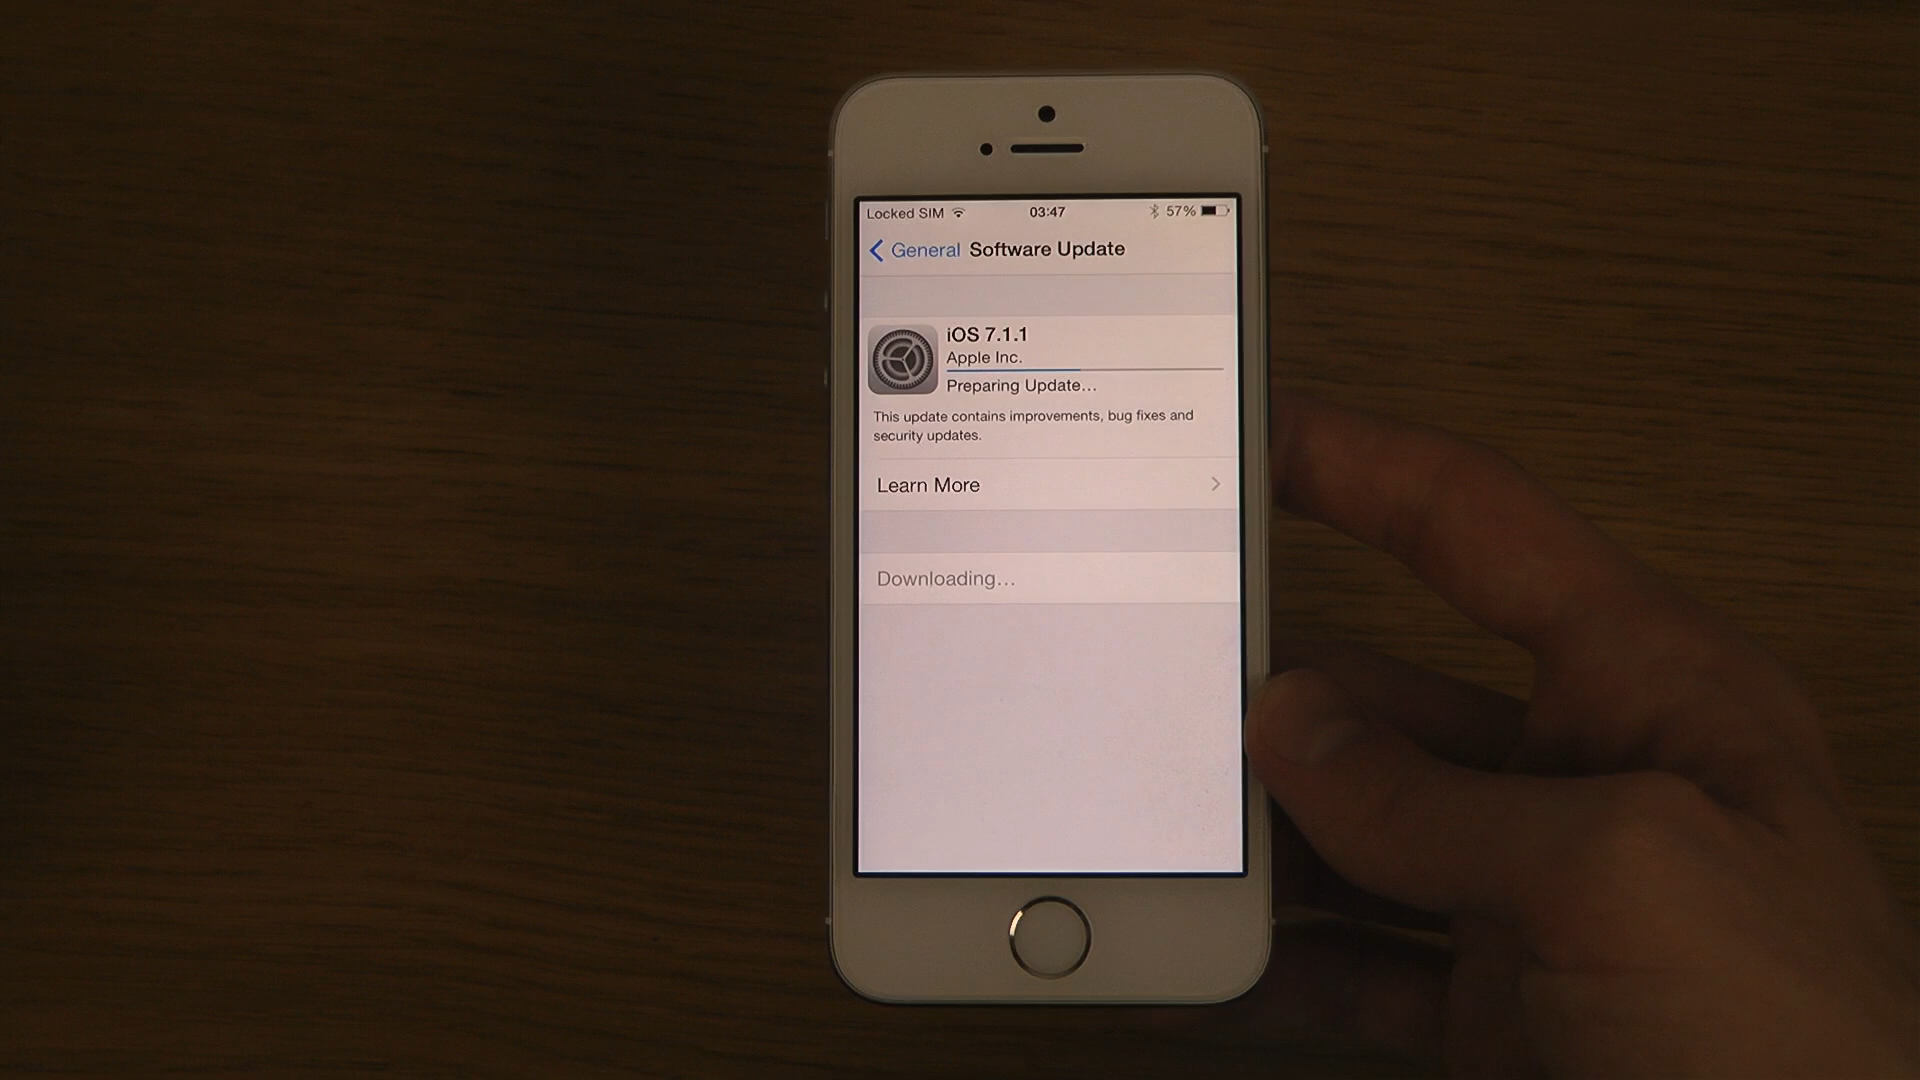 Locked SIM 03:47 57%
General Software Update
iOS 7.1.1
Apple Inc.
Preparing Update...
This update contains improvements, bug fixes and
security updates.
Learn More
Downloading...